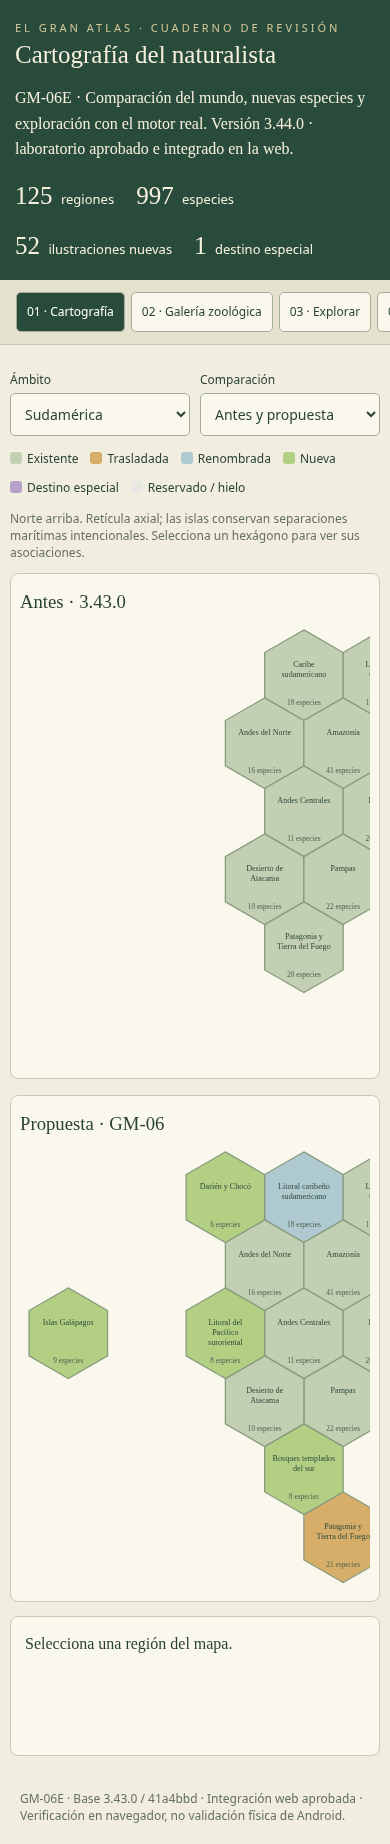 EL GRAN ATLAS · CUADERNO DE REVISIÓN
Cartografía del naturalista
GM-06E · Comparación del mundo, nuevas especies y
exploración con el motor real. Versión 3.44.0 ·
laboratorio aprobado e integrado en la web.
125 regiones 997 especies
52 ilustraciones nuevas 1 destino especial
01 · Cartografía 02 · Galería zoológica 03 · Explorar
Ámbito Comparación
Sudamérica Antes y propuesta
Existente Trasladada Renombrada Nueva
Destino especial Reservado / hielo
Norte arriba. Retícula axial; las islas conservan separaciones
marítimas intencionales. Selecciona un hexágono para ver sus
asociaciones.
Antes · 3.43.0
Caribe
sudamericano
18 especies
Andes del Norte Amazonía
16 especies 41 especies
Andes Centrales
11 especies
Desierto de
Atacama
Pampas
10 especies 22 especies
Patagonia y
Tierra del Fuego
20 especies
Propuesta · GM-06
Darién y Chocó
Litoral caribeño
sudamericano
6 especies 18 especies
Andes del Norte Amazonía
16 especies 41 especies
Islas Galápagos
9 especies
Litoral del
Pacífico
suroriental
8 especies
Andes Centrales
11 especies
Desierto de
Atacama
Pampas
10 especies 22 especies
Bosques templados
del sur
8 especies
Patagonia y
Tierra del Fuego
21 especies
Selecciona una región del mapa.
GM-06E · Base 3.43.0 / 41a4bbd · Integración web aprobada ·
Verificación en navegador, no validación física de Android.